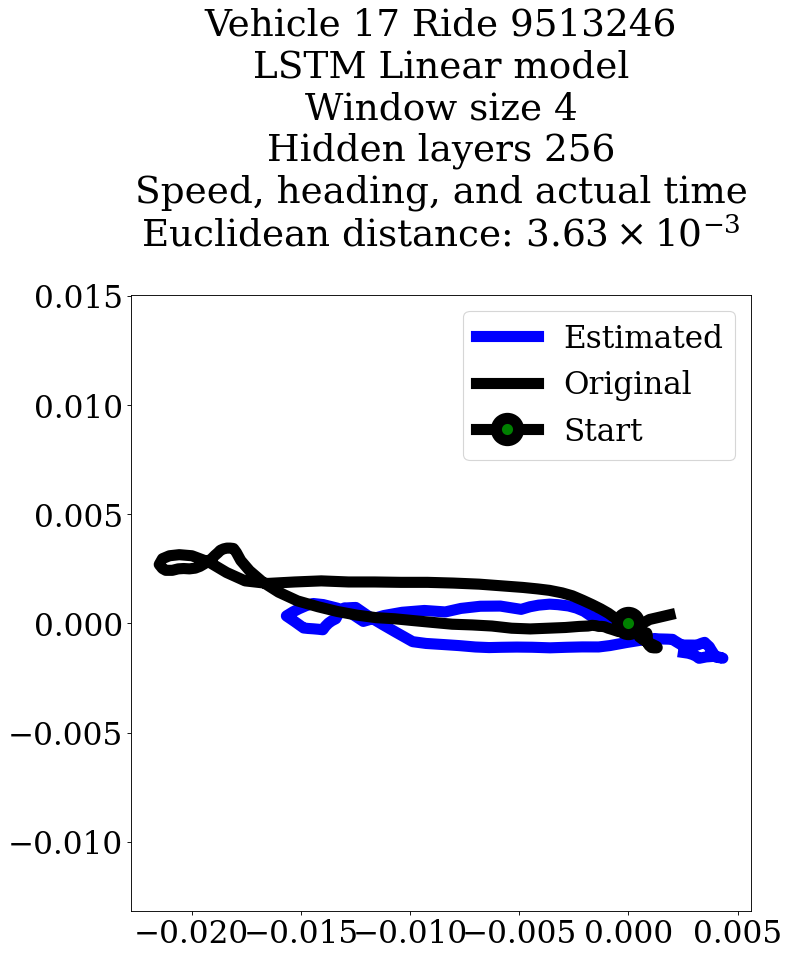 Vehicle 17 Ride 9513246
LSTM Linear model
Window size 4
Hidden layers 256
Speed, heading, and actual time
Euclidean distance: 3.63 × 10⁻³
0.015
Estimated
0.010
Original
Start
0.005
0.000
−0.005
−0.010
−0.020 −0.015 −0.010 −0.005 0.000 0.005